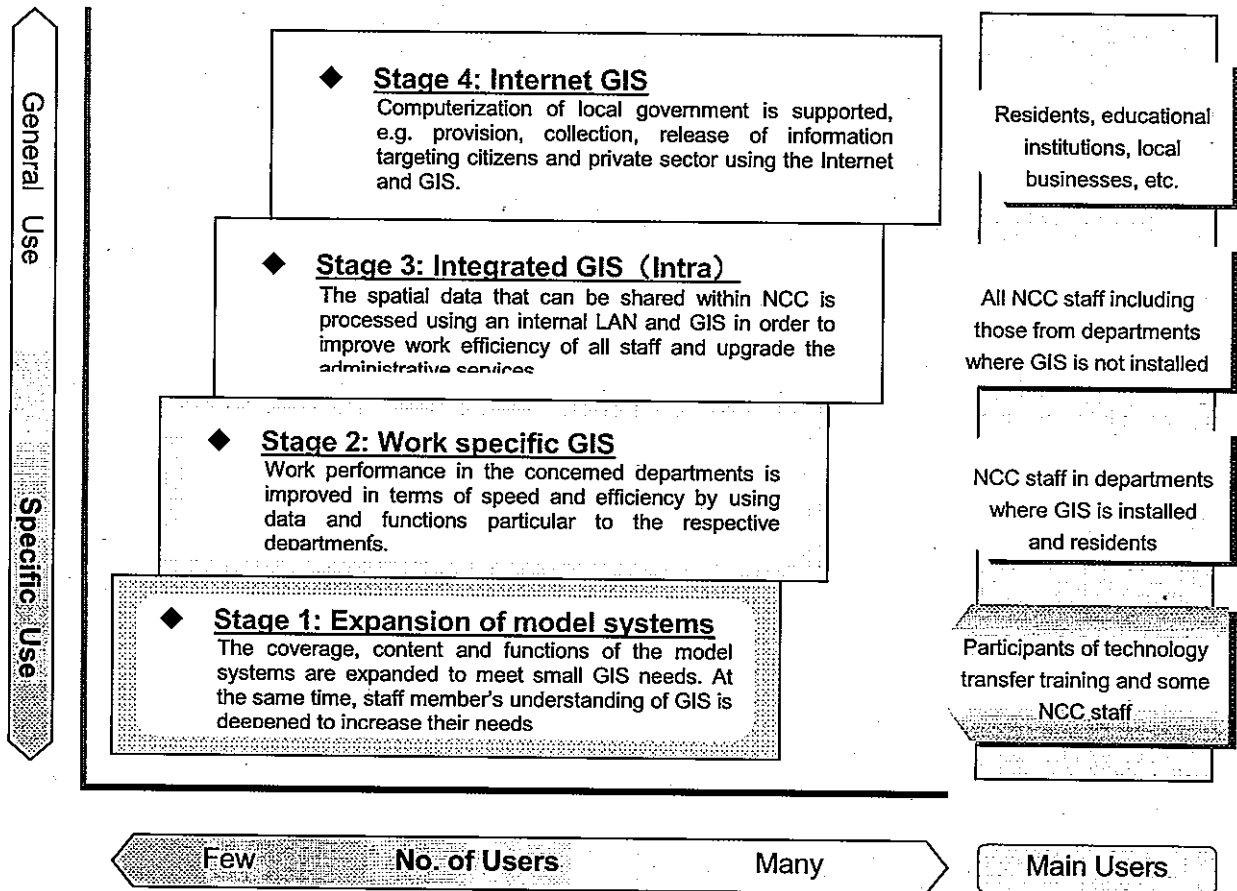 General Use
Specific Use
◆ Stage 4: Internet GIS
Computerization of local government is supported,
e.g. provision, collection, release of information
targeting citizens and private sector using the Internet
and GIS.
Residents, educational
institutions, local
businesses, etc.
◆ Stage 3: Integrated GIS (Intra)
The spatial data that can be shared within NCC is
processed using an internal LAN and GIS in order to
improve work efficiency of all staff and upgrade the
administrative services
All NCC staff including
those from departments
where GIS is not installed
◆ Stage 2: Work specific GIS
Work performance in the concerned departments is
improved in terms of speed and efficiency by using
data and functions particular to the respective
departments.
NCC staff in departments
where GIS is installed
and residents
◆ Stage 1: Expansion of model systems
The coverage, content and functions of the model
systems are expanded to meet small GIS needs. At
the same time, staff member's understanding of GIS is
deepened to increase their needs
Participants of technology
transfer training and some
NCC staff
Few No. of Users Many
Main Users